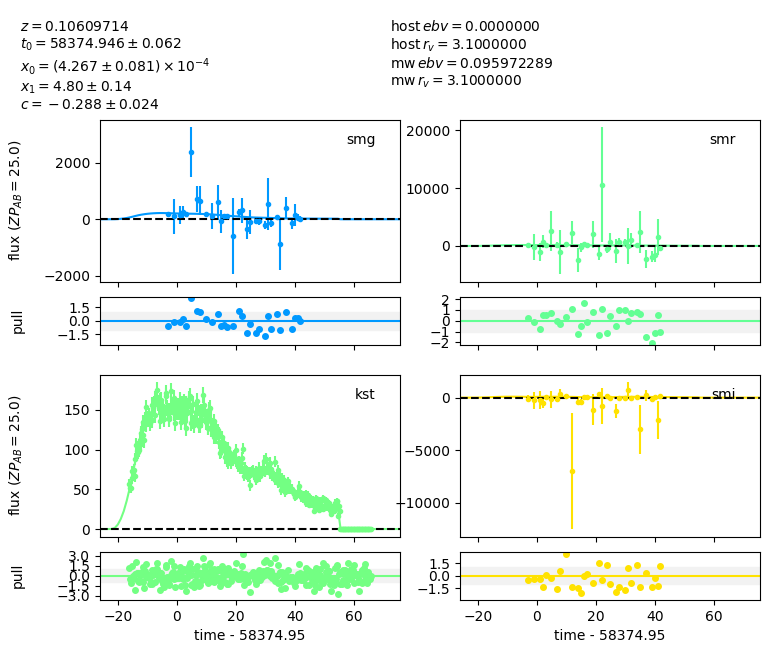 z = 0.10609714
t₀ = 58374.946 ± 0.062
x₀ = (4.267 ± 0.081) × 10⁻⁴
x₁ = 4.80 ± 0.14
c = −0.288 ± 0.024
host ebv = 0.0000000
host r_v = 3.1000000
mw ebv = 0.095972289
mw r_v = 3.1000000
flux (ZP_AB = 25.0)
2000
0
−2000
smg
20000
10000
0
smr
pull
1.5
0.0
−1.5
2
1
0
−1
−2
flux (ZP_AB = 25.0)
150
100
50
0
kst
0
−5000
−10000
smi
pull
3.0
1.5
0.0
−1.5
−3.0
−20
0
20
40
60
time - 58374.95
1.5
0.0
−1.5
−20
0
20
40
60
time - 58374.95